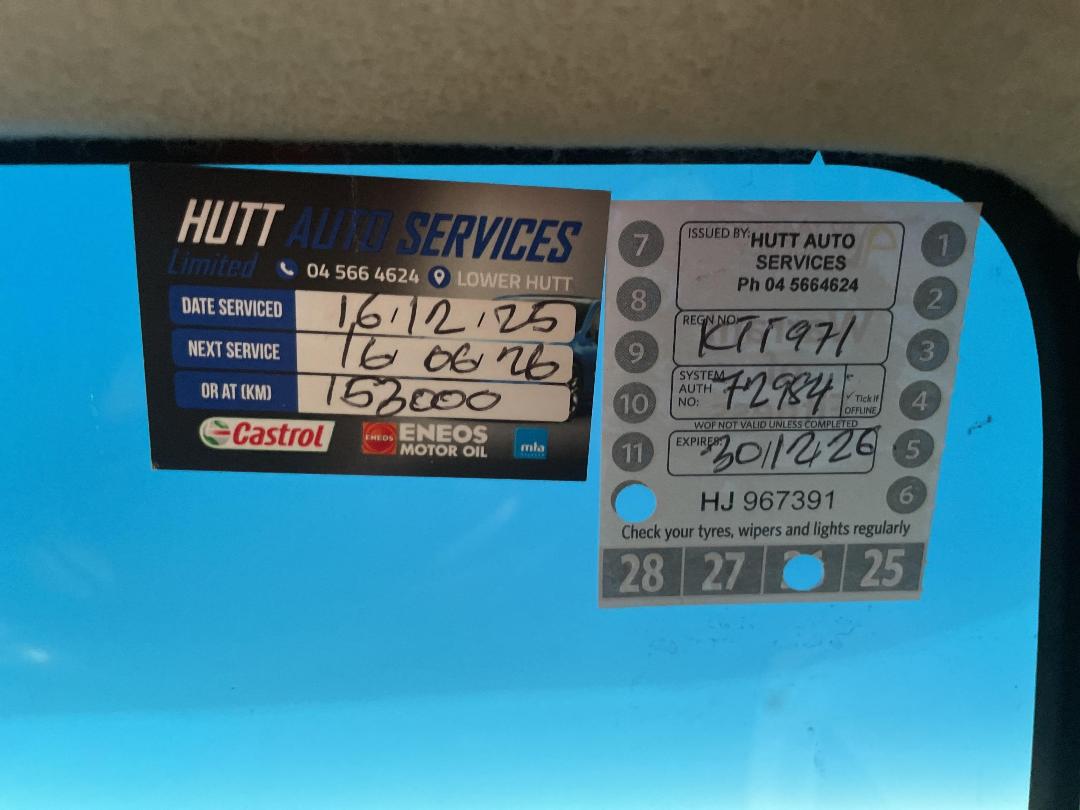 HUTT AUTO SERVICES
Limited 04 566 4624 LOWER HUTT
DATE SERVICED 16.12.25
NEXT SERVICE 16 06 26
OR AT (KM) 153000
Castrol ENEOS ENEOS
MOTOR OIL
mta
7 ISSUED BY: HUTT AUTO 1
SERVICES
8 Ph 04 5664624 2
REGN NO:
9 KTT971 3
SYSTEM
10 AUTH 72984 4
NO: ✓ Tick if
OFFLINE
WOF NOT VALID UNLESS COMPLETED
11 EXPIRES: 30/12/26 5
HJ 967391 6
Check your tyres, wipers and lights regularly
28 27 25